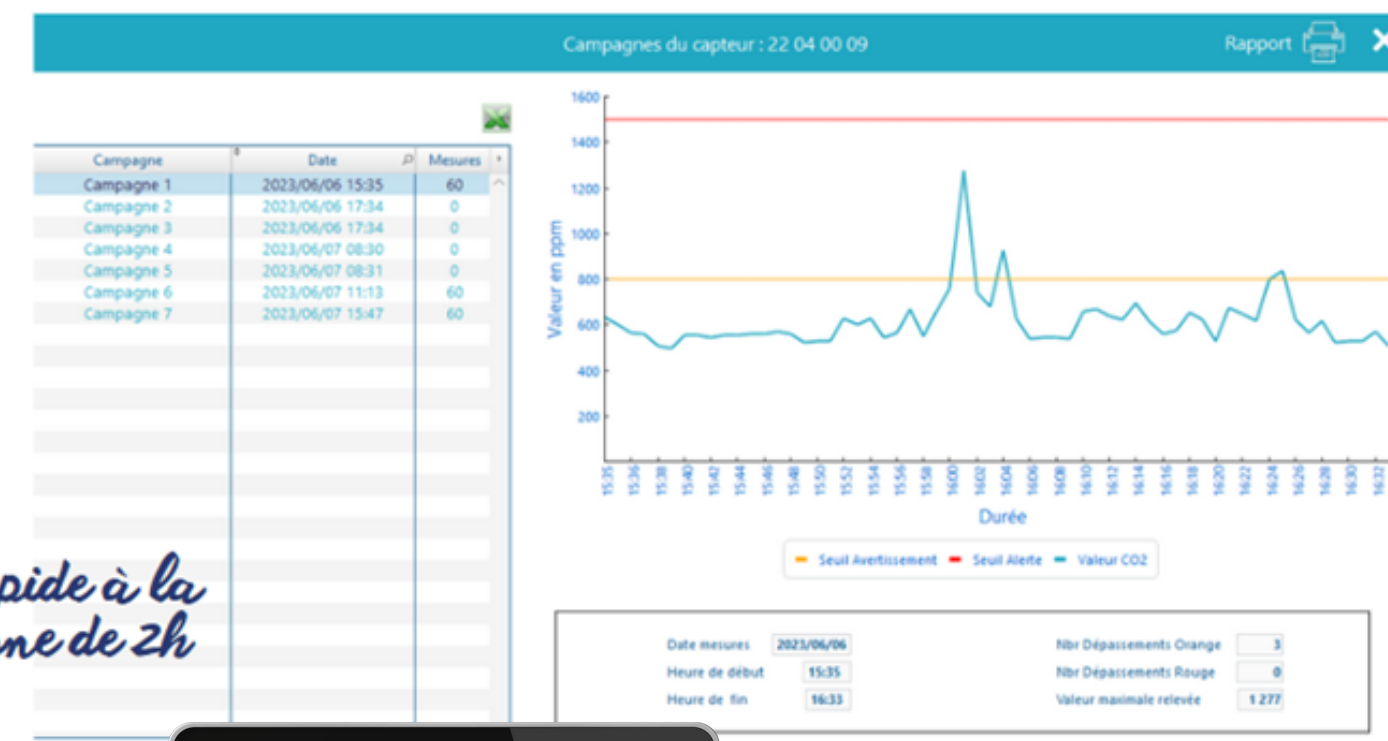 Campagnes du capteur : 22 04 00 09
Rapport
Campagne Date Mesures
Campagne 1 2023/06/06 15:35 60
Campagne 2 2023/06/06 17:34 0
Campagne 3 2023/06/06 17:34 0
Campagne 4 2023/06/07 08:30 0
Campagne 5 2023/06/07 08:31 0
Campagne 6 2023/06/07 11:13 60
Campagne 7 2023/06/07 15:47 60
pide à la
ne de 2h
Valeur en ppm
1600
1400
1200
1000
800
600
400
200
15:35 15:36 15:38 15:40 15:42 15:44 15:46 15:48 15:50 15:52 15:54 15:56 15:58 16:00 16:02 16:04 16:06 16:08 16:10 16:12 16:14 16:16 16:18 16:20 16:22 16:24 16:26 16:28 16:30 16:32
Durée
Seuil Avertissement Seuil Alerte Valeur CO2
Date mesures 2023/06/06 Nbr Dépassements Orange 3
Heure de début 15:35 Nbr Dépassements Rouge 0
Heure de fin 16:33 Valeur maximale relevée 1 277